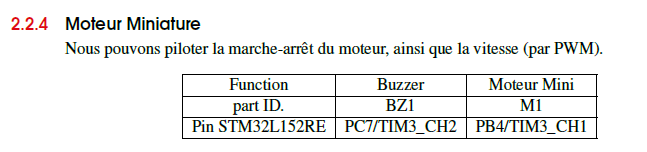 2.2.4 Moteur Miniature
Nous pouvons piloter la marche-arrêt du moteur, ainsi que la vitesse (par PWM).
Function Buzzer Moteur Mini
part ID. BZ1 M1
Pin STM32L152RE PC7/TIM3_CH2 PB4/TIM3_CH1